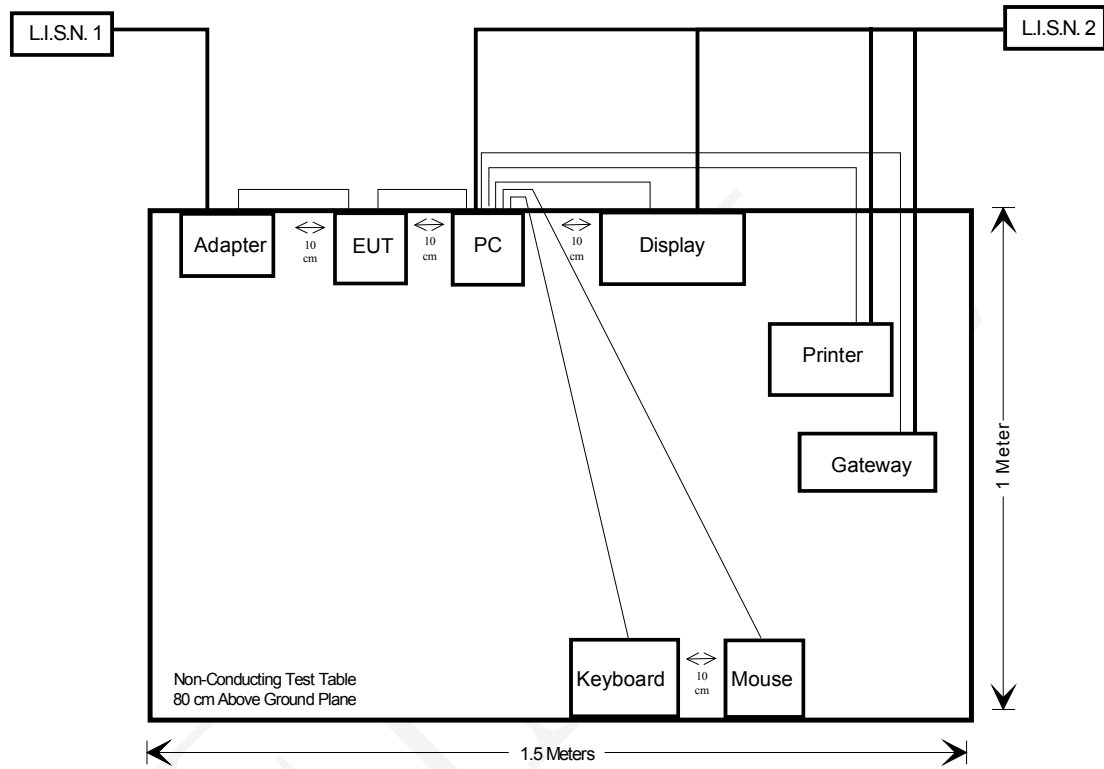 L.I.S.N. 1
L.I.S.N. 2
Adapter
10
cm
EUT
10
cm
PC
10
cm
Display
Printer
Gateway
1 Meter
Keyboard
10
cm
Mouse
Non-Conducting Test Table
80 cm Above Ground Plane
1.5 Meters